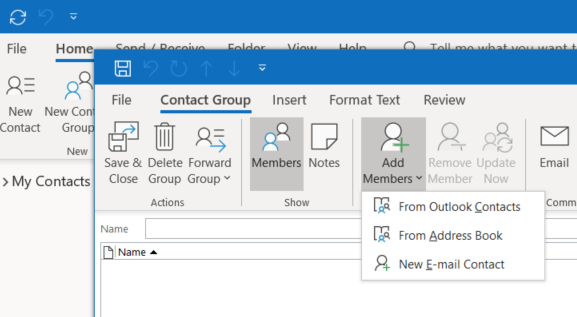 File Home Send / Receive Folder View Help Tell me what you want t
New Contact
New Cont
Group
New
My Contacts
File Contact Group Insert Format Text Review
Save & Close
Delete Group
Forward Group
Actions
Members
Notes
Show
Add Members
Remove Member
Update Now
Email
Comm
From Outlook Contacts
From Address Book
New E-mail Contact
Name
Name